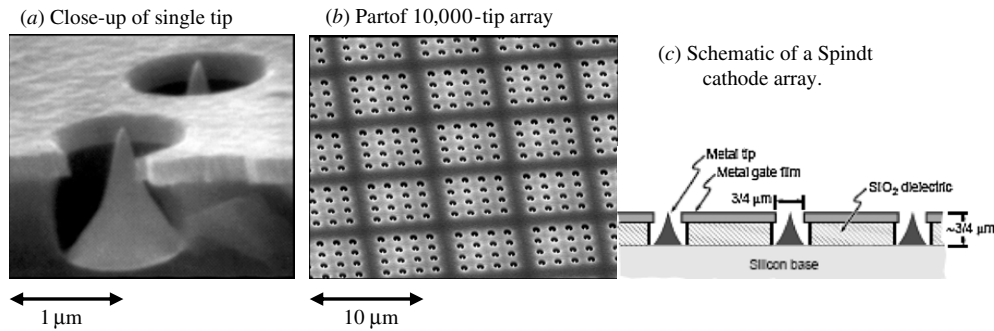 (a) Close-up of single tip
(b) Partof 10,000-tip array
(c) Schematic of a Spindt
cathode array.
Metal tip
Metal gate film
3/4 μm
SiO₂ dielectric
~3/4 μm
Silicon base
1 μm
10 μm